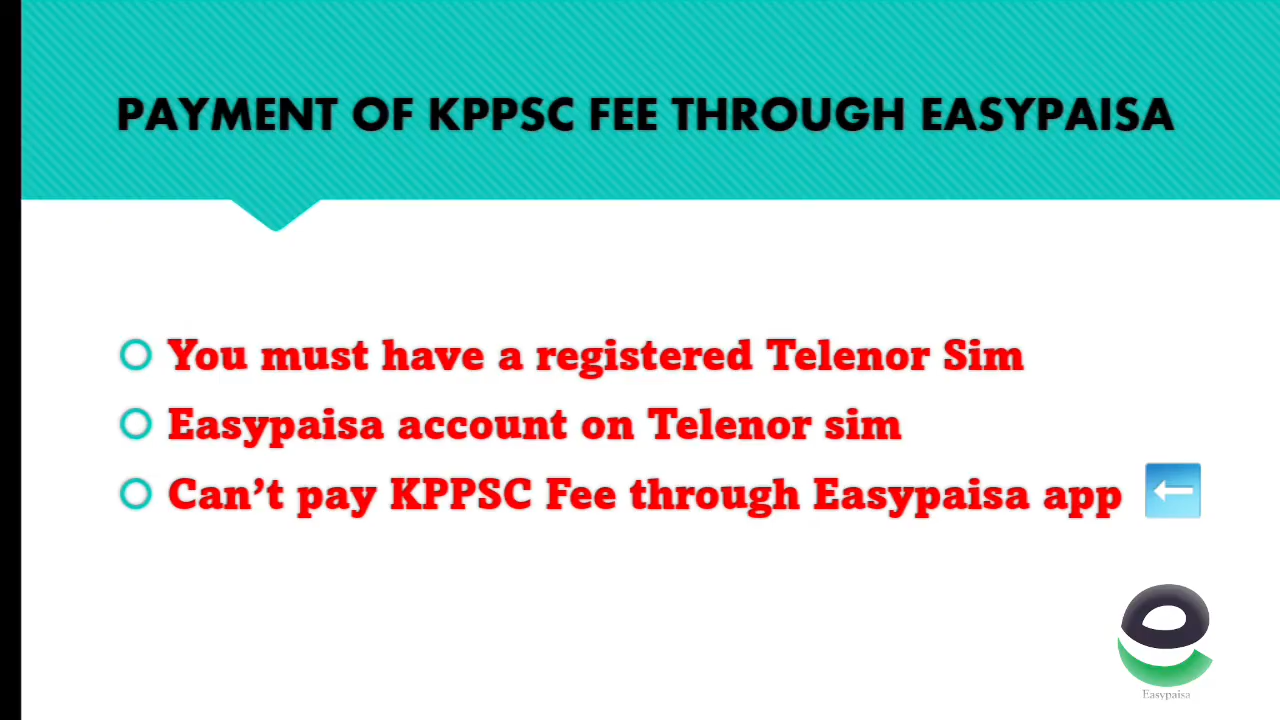 PAYMENT OF KPPSC FEE THROUGH EASYPAISA
You must have a registered Telenor Sim
Easypaisa account on Telenor sim
Can’t pay KPPSC Fee through Easypaisa app
Easypaisa